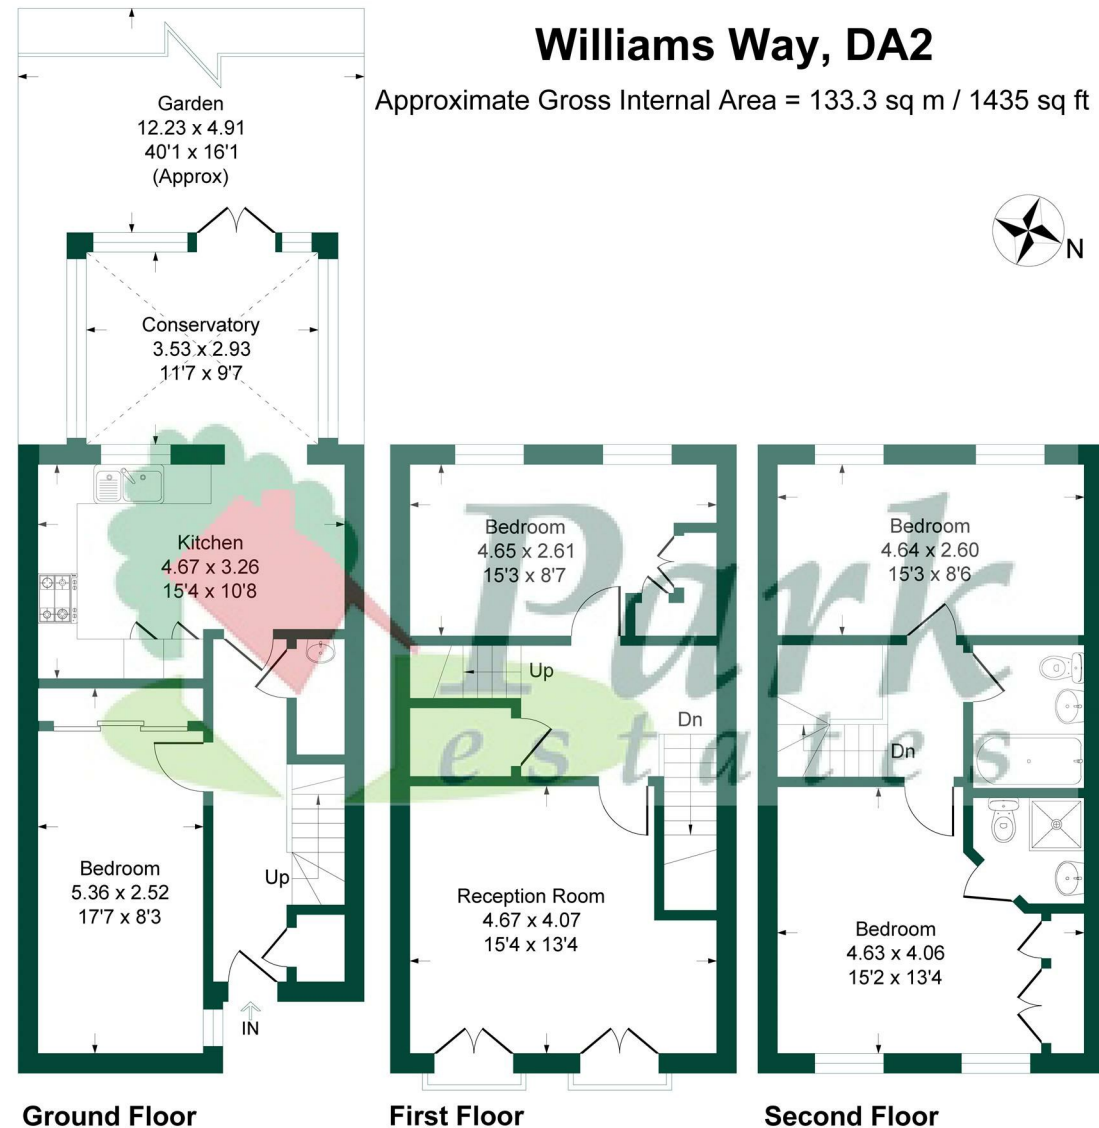 Williams Way, DA2
Approximate Gross Internal Area = 133.3 sq m / 1435 sq ft
N
Garden
12.23 x 4.91
40'1 x 16'1
(Approx)
Conservatory
3.53 x 2.93
11'7 x 9'7
Kitchen
4.67 x 3.26
15'4 x 10'8
Bedroom
5.36 x 2.52
17'7 x 8'3
Up
IN
Ground Floor
Bedroom
4.65 x 2.61
15'3 x 8'7
Up
Dn
Reception Room
4.67 x 4.07
15'4 x 13'4
First Floor
Bedroom
4.64 x 2.60
15'3 x 8'6
Dn
Bedroom
4.63 x 4.06
15'2 x 13'4
Second Floor
Park
estates